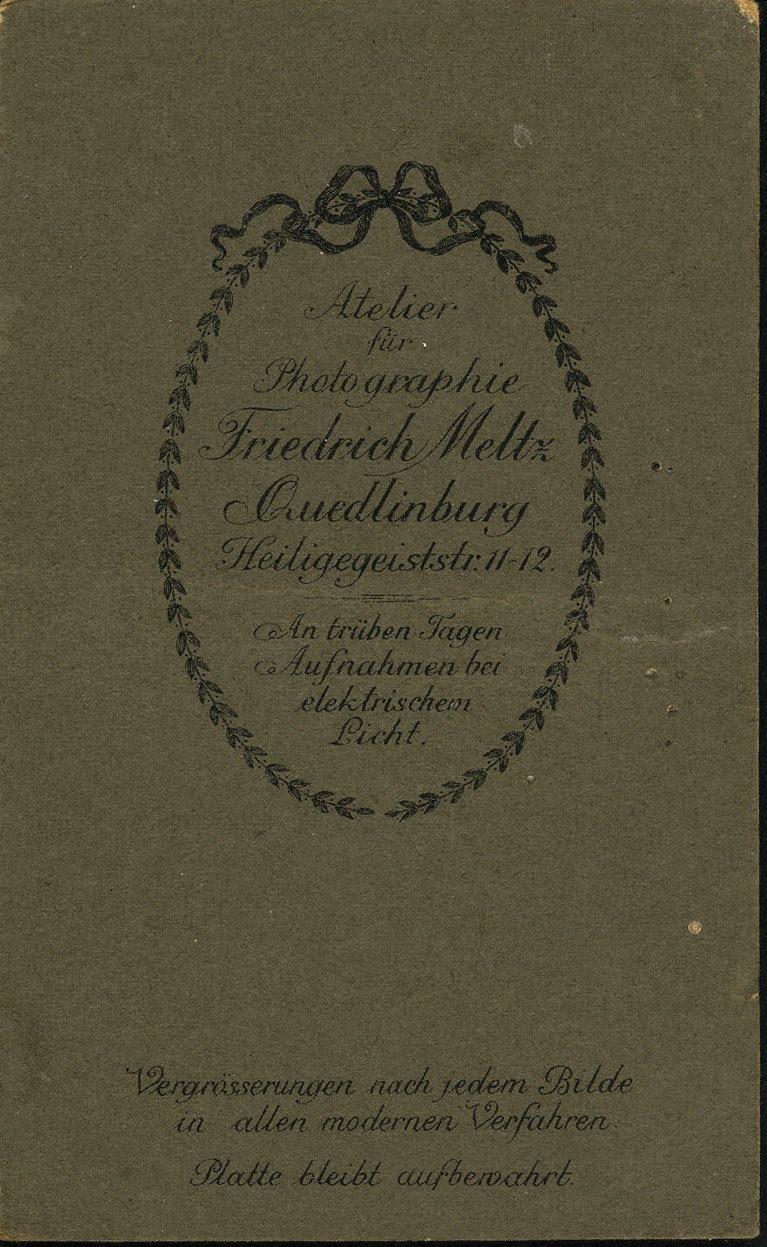 Atelier
für
Photographie
Friedrich Meltz
Quedlinburg
Heiligegeiststr. 11-12.
An trüben Tagen
Aufnahmen bei
elektrischem
Licht.
Vergrösserungen nach jedem Bilde
in allen modernen Verfahren.
Platte bleibt aufbewahrt.